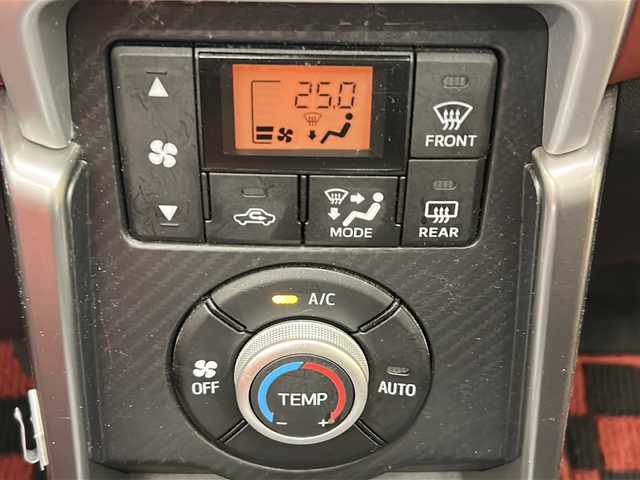 25.0
FRONT
MODE
REAR
A/C
OFF
AUTO
TEMP
- +